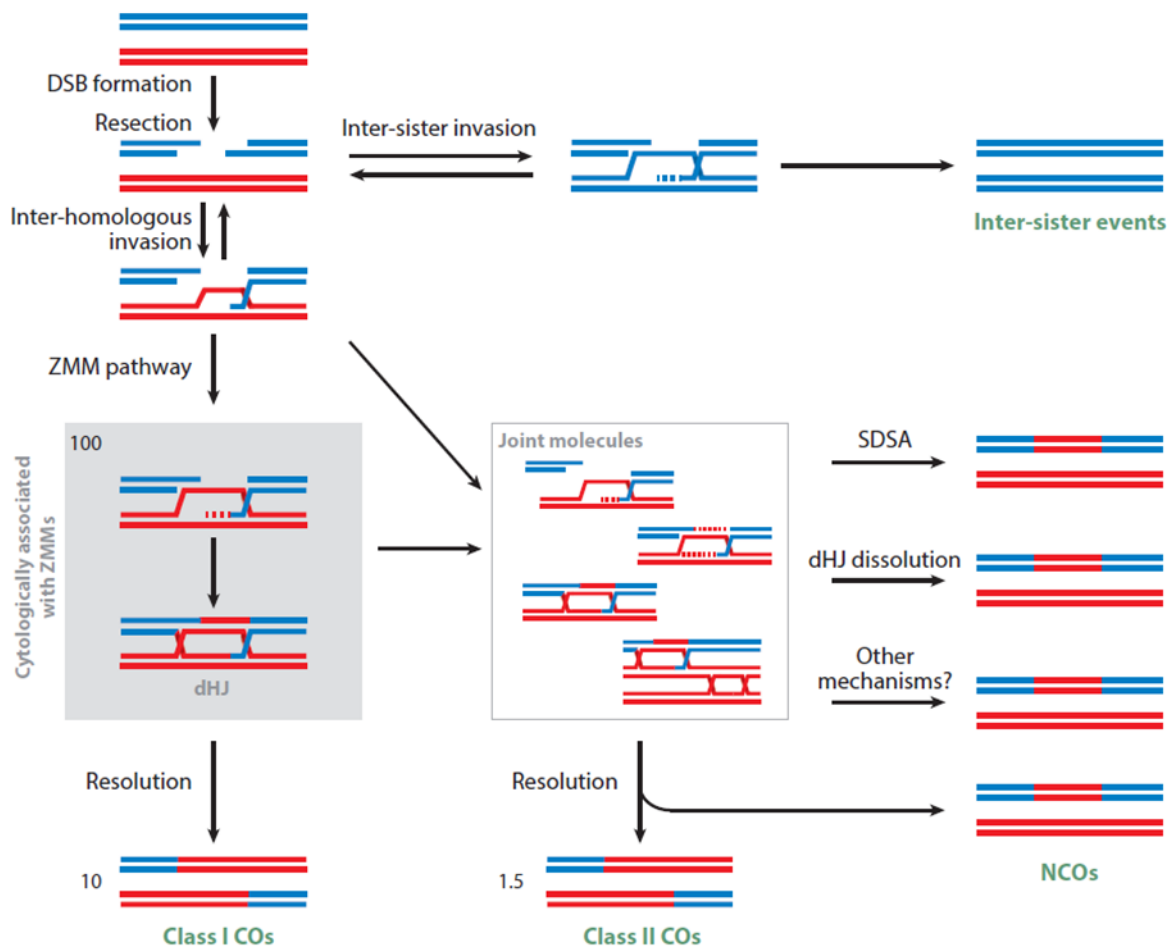 DSB formation
Resection
Inter-sister invasion
Inter-sister events
Inter-homologous
invasion
ZMM pathway
Cytologically associated
with ZMMs
100
dHJ
Joint molecules
SDSA
dHJ dissolution
Other
mechanisms?
Resolution
Resolution
10
Class I COs
1.5
Class II COs
NCOs